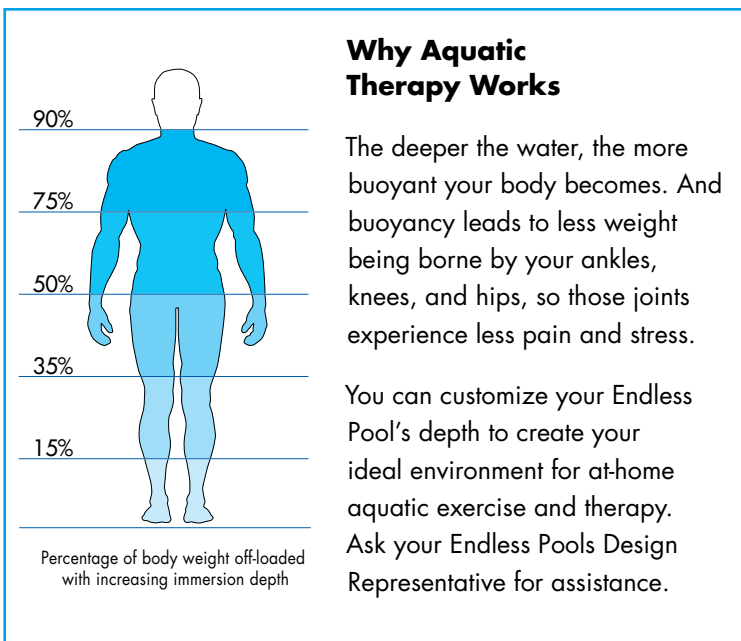 90%
75%
50%
35%
15%
Percentage of body weight off-loaded
with increasing immersion depth
Why Aquatic
Therapy Works
The deeper the water, the more
buoyant your body becomes. And
buoyancy leads to less weight
being borne by your ankles,
knees, and hips, so those joints
experience less pain and stress.
You can customize your Endless
Pool's depth to create your
ideal environment for at-home
aquatic exercise and therapy.
Ask your Endless Pools Design
Representative for assistance.